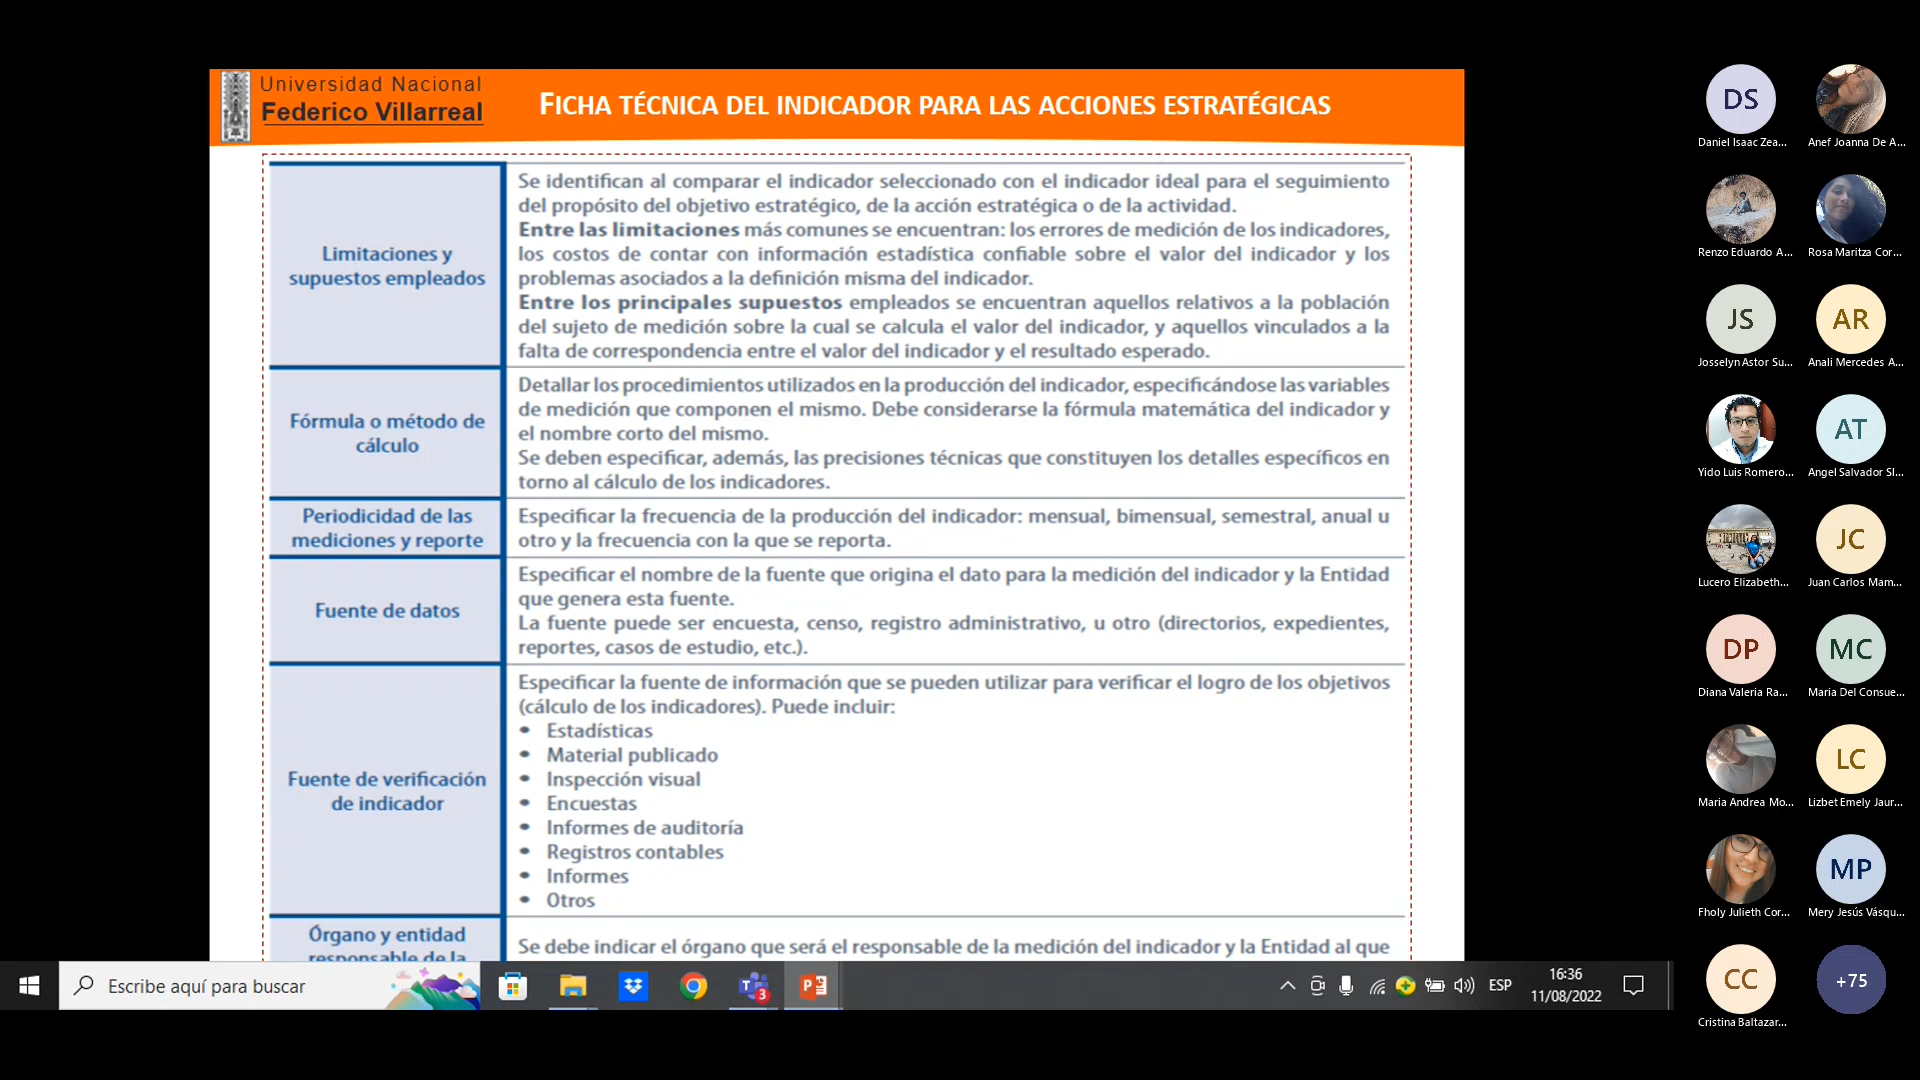 Universidad Nacional
Federico Villarreal
FICHA TÉCNICA DEL INDICADOR PARA LAS ACCIONES ESTRATÉGICAS
Limitaciones y
supuestos empleados
Se identifican al comparar el indicador seleccionado con el indicador ideal para el seguimiento
del propósito del objetivo estratégico, de la acción estratégica o de la actividad.
Entre las limitaciones más comunes se encuentran: los errores de medición de los indicadores,
los costos de contar con información estadística confiable sobre el valor del indicador y los
problemas asociados a la definición misma del indicador.
Entre los principales supuestos empleados se encuentran aquellos relativos a la población
del sujeto de medición sobre la cual se calcula el valor del indicador, y aquellos vinculados a la
falta de correspondencia entre el valor del indicador y el resultado esperado.
Fórmula o método de
cálculo
Detallar los procedimientos utilizados en la producción del indicador, especificándose las variables
de medición que componen el mismo. Debe considerarse la fórmula matemática del indicador y
el nombre corto del mismo.
Se deben especificar, además, las precisiones técnicas que constituyen los detalles específicos en
torno al cálculo de los indicadores.
Periodicidad de las
mediciones y reporte
Especificar la frecuencia de la producción del indicador: mensual, bimensual, semestral, anual u
otro y la frecuencia con la que se reporta.
Fuente de datos
Especificar el nombre de la fuente que origina el dato para la medición del indicador y la Entidad
que genera esta fuente.
La fuente puede ser encuesta, censo, registro administrativo, u otro (directorios, expedientes,
reportes, casos de estudio, etc.).
Fuente de verificación
de indicador
Especificar la fuente de información que se pueden utilizar para verificar el logro de los objetivos
(cálculo de los indicadores). Puede incluir:
• Estadísticas
• Material publicado
• Inspección visual
• Encuestas
• Informes de auditoría
• Registros contables
• Informes
• Otros
Órgano y entidad
responsable de la
Se debe indicar el órgano que será el responsable de la medición del indicador y la Entidad al que
Escribe aquí para buscar
3
ESP
16:36
11/08/2022
DS
Daniel Isaac Zea...
Anef Joanna De A...
Renzo Eduardo A...
Rosa Maritza Cor...
JS
Josselyn Astor Su...
AR
Anali Mercedes A...
Yido Luis Romero...
AT
Angel Salvador Sl...
Lucero Elizabeth...
JC
Juan Carlos Mam...
DP
Diana Valeria Ra...
MC
Maria Del Consue...
Maria Andrea Mo...
LC
Lizbet Emely Jaur...
Fholy Julieth Cor...
MP
Mery Jesús Vásqu...
CC
Cristina Baltazar...
+75